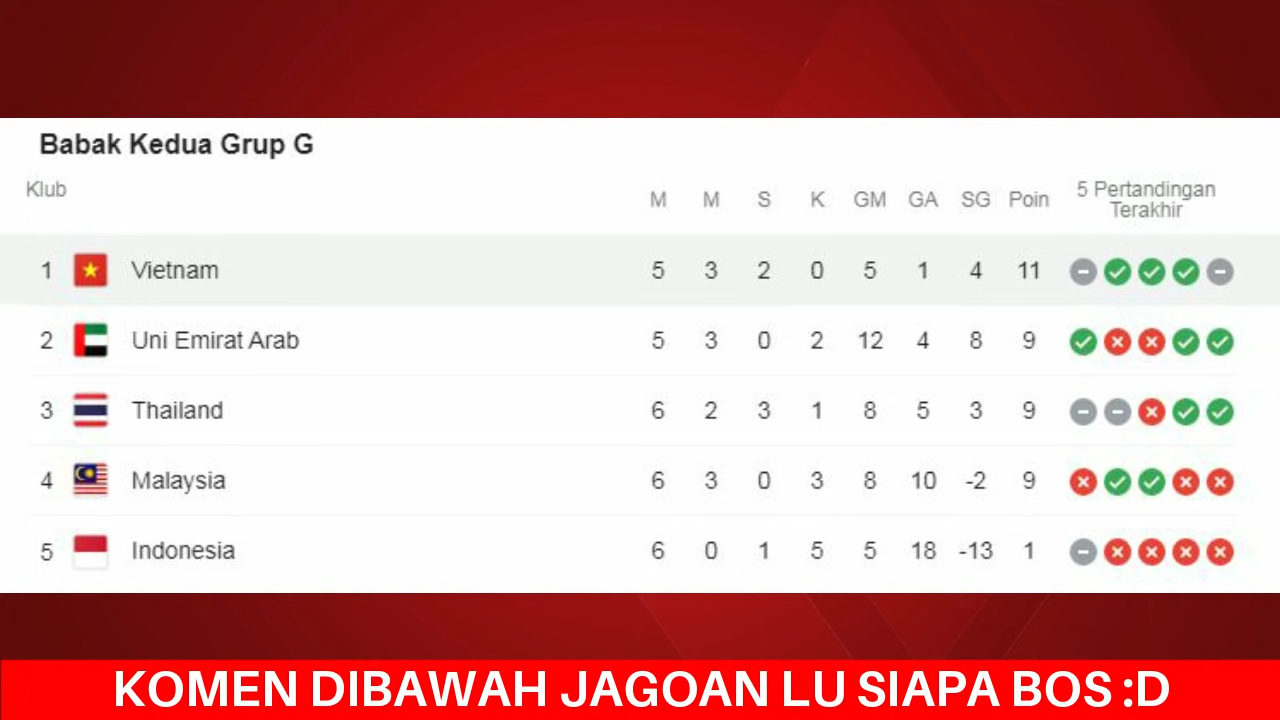 Babak Kedua Grup G
Klub M M S K GM GA SG Poin 5 Pertandingan
Terakhir
1 Vietnam 5 3 2 0 5 1 4 11
2 Uni Emirat Arab 5 3 0 2 12 4 8 9
3 Thailand 6 2 3 1 8 5 3 9
4 Malaysia 6 3 0 3 8 10 -2 9
5 Indonesia 6 0 1 5 5 18 -13 1
KOMEN DIBAWAH JAGOAN LU SIAPA BOS :D